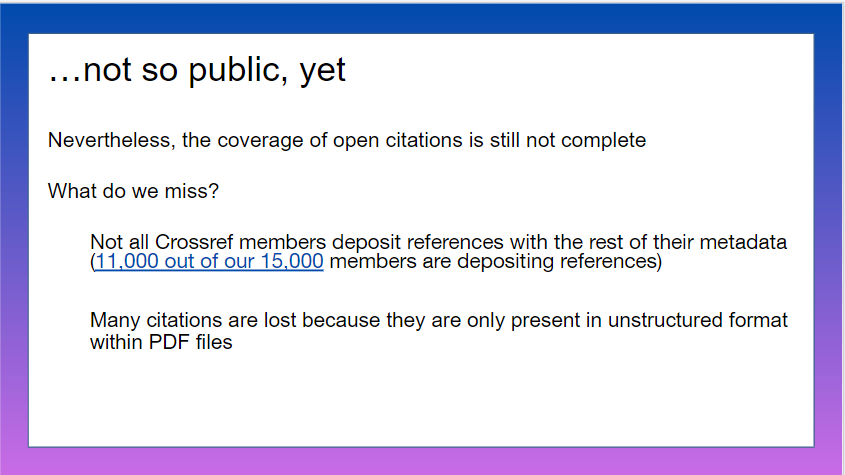 …not so public, yet
Nevertheless, the coverage of open citations is still not complete
What do we miss?
Not all Crossref members deposit references with the rest of their metadata
(11,000 out of our 15,000 members are depositing references)
Many citations are lost because they are only present in unstructured format
within PDF files